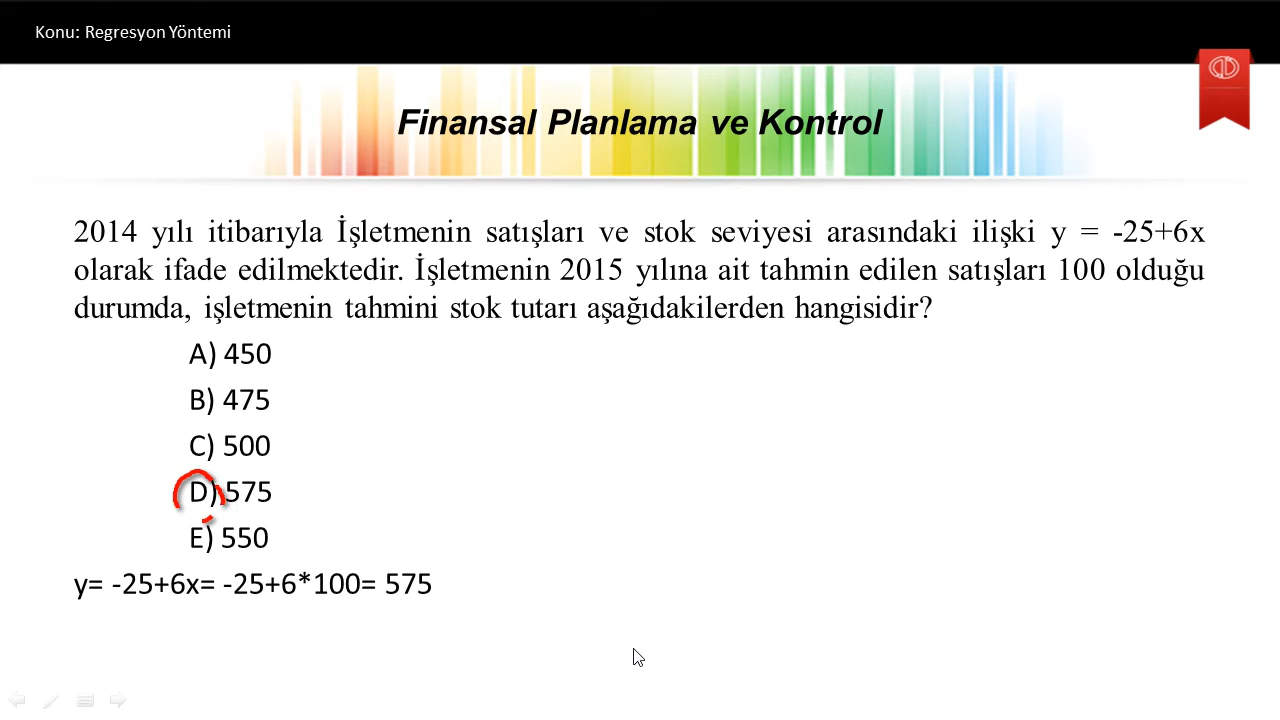 Konu: Regresyon Yöntemi
Finansal Planlama ve Kontrol
2014 yılı itibarıyla İşletmenin satışları ve stok seviyesi arasındaki ilişki y = -25+6x
olarak ifade edilmektedir. İşletmenin 2015 yılına ait tahmin edilen satışları 100 olduğu
durumda, işletmenin tahmini stok tutarı aşağıdakilerden hangisidir?
A) 450
B) 475
C) 500
D) 575
E) 550
y= -25+6x= -25+6*100= 575